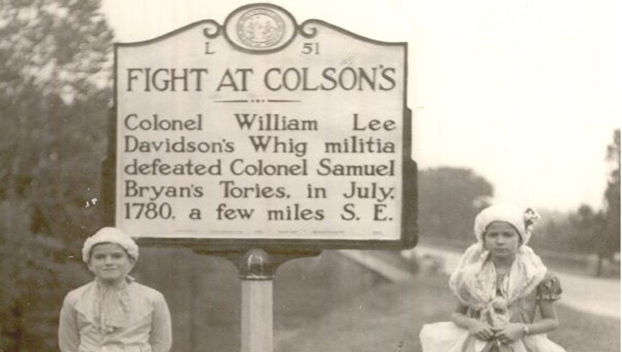 L 51
FIGHT AT COLSON'S
Colonel William Lee
Davidson's Whig militia
defeated Colonel Samuel
Bryan's Tories, in July,
1780, a few miles S. E.